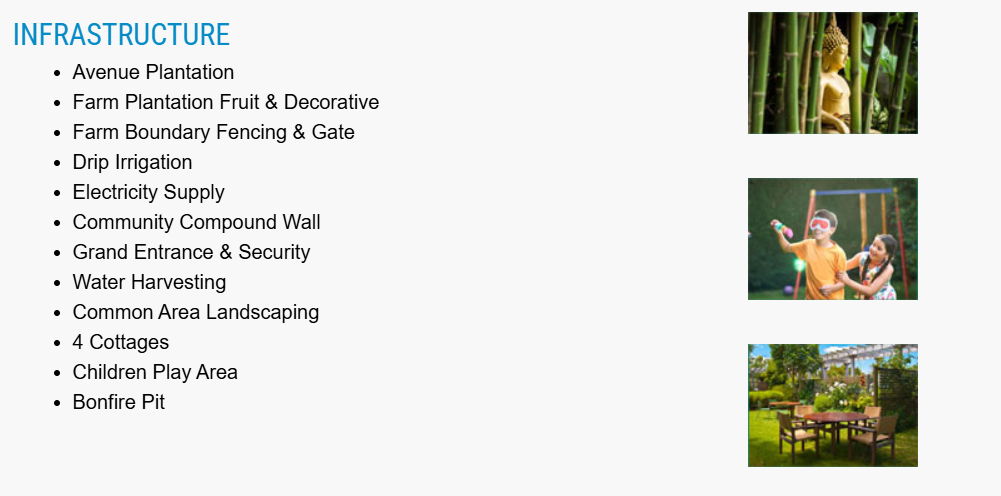 INFRASTRUCTURE
• Avenue Plantation
• Farm Plantation Fruit & Decorative
• Farm Boundary Fencing & Gate
• Drip Irrigation
• Electricity Supply
• Community Compound Wall
• Grand Entrance & Security
• Water Harvesting
• Common Area Landscaping
• 4 Cottages
• Children Play Area
• Bonfire Pit